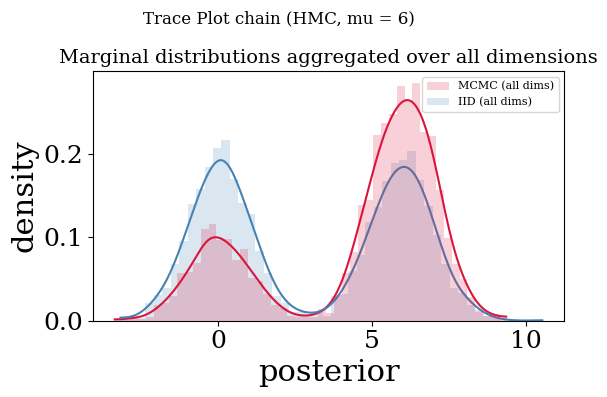 Trace Plot chain (HMC, mu = 6)
Marginal distributions aggregated over all dimensions
MCMC (all dims)
IID (all dims)
density
0.2
0.1
0.0
0
5
10
posterior